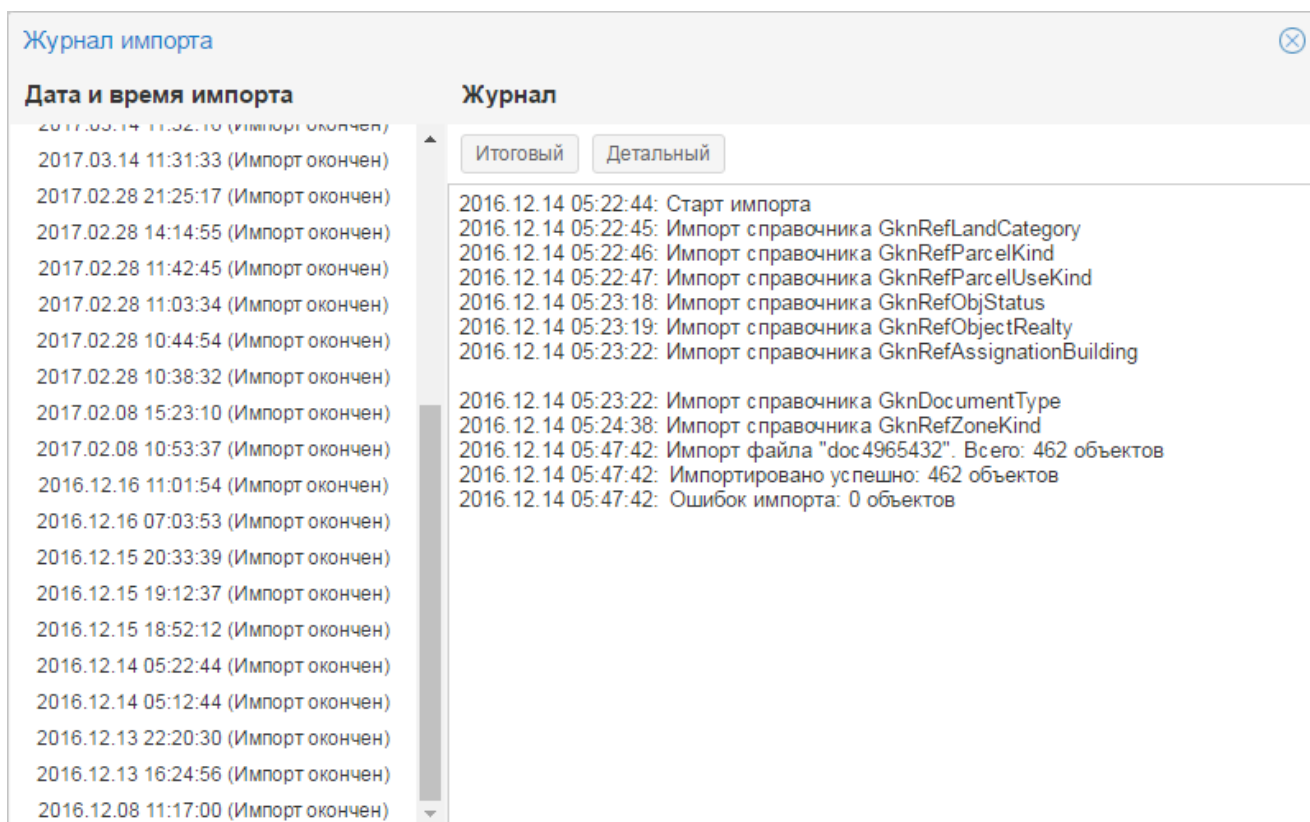 Журнал импорта
Дата и время импорта
Журнал
2017.03.14 11:32:16 (Импорт окончен)
2017.03.14 11:31:33 (Импорт окончен)
2017.02.28 21:25:17 (Импорт окончен)
2017.02.28 14:14:55 (Импорт окончен)
2017.02.28 11:42:45 (Импорт окончен)
2017.02.28 11:03:34 (Импорт окончен)
2017.02.28 10:44:54 (Импорт окончен)
2017.02.28 10:38:32 (Импорт окончен)
2017.02.08 15:23:10 (Импорт окончен)
2017.02.08 10:53:37 (Импорт окончен)
2016.12.16 11:01:54 (Импорт окончен)
2016.12.16 07:03:53 (Импорт окончен)
2016.12.15 20:33:39 (Импорт окончен)
2016.12.15 19:12:37 (Импорт окончен)
2016.12.15 18:52:12 (Импорт окончен)
2016.12.14 05:22:44 (Импорт окончен)
2016.12.14 05:12:44 (Импорт окончен)
2016.12.13 22:20:30 (Импорт окончен)
2016.12.13 16:24:56 (Импорт окончен)
2016.12.08 11:17:00 (Импорт окончен)
Итоговый
Детальный
2016.12.14 05:22:44: Старт импорта
2016.12.14 05:22:45: Импорт справочника GknRefLandCategory
2016.12.14 05:22:46: Импорт справочника GknRefParcelKind
2016.12.14 05:22:47: Импорт справочника GknRefParcelUseKind
2016.12.14 05:23:18: Импорт справочника GknRefObjStatus
2016.12.14 05:23:19: Импорт справочника GknRefObjectRealty
2016.12.14 05:23:22: Импорт справочника GknRefAssignationBuilding
2016.12.14 05:23:22: Импорт справочника GknDocumentType
2016.12.14 05:24:38: Импорт справочника GknRefZoneKind
2016.12.14 05:47:42: Импорт файла "doc4965432". Всего: 462 объектов
2016.12.14 05:47:42: Импортировано успешно: 462 объектов
2016.12.14 05:47:42: Ошибок импорта: 0 объектов